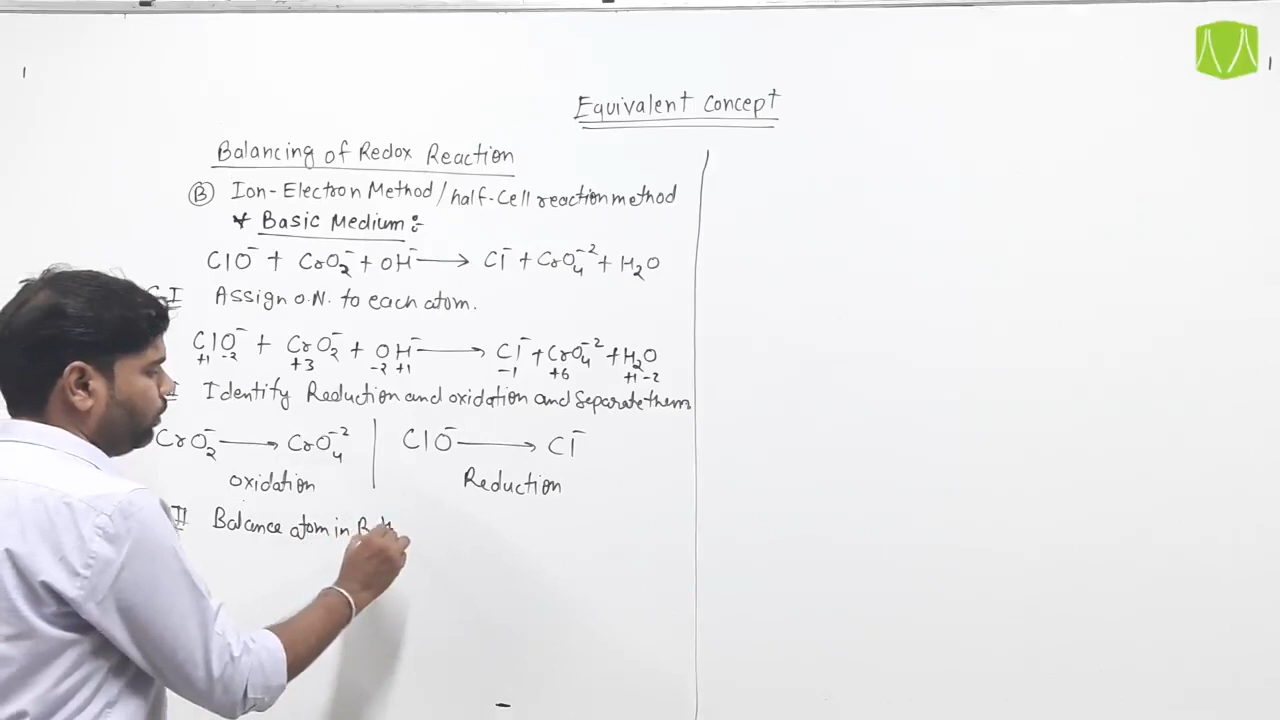 Equivalent Concept
Balancing of Redox Reaction
(B) Ion-Electron Method/half-Cell reaction method
* Basic Medium:-
ClO⁻ + CrO₂⁻ + OH⁻ ⟶ Cl⁻ + CrO₄⁻² + H₂O
I Assign O.N. to each atom.
ClO⁻ + CrO₂⁻ + OH⁻ ⟶ Cl⁻ + CrO₄⁻² + H₂O
+1 -2 +3 -2 +1 -1 +6 +1 -2
Identify Reduction and oxidation and Separate them
CrO₂⁻ ⟶ CrO₄⁻² | ClO⁻ ⟶ Cl⁻
oxidation Reduction
Balance atom in